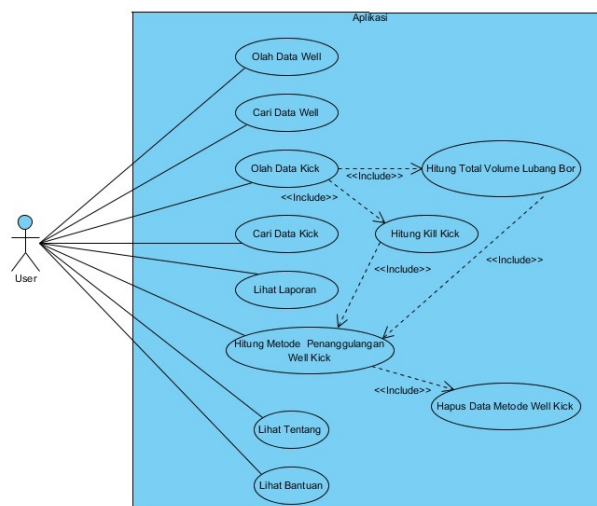 Aplikasi
Olah Data Well
Cari Data Well
Olah Data Kick
<<Include>>
Hitung Total Volume Lubang Bor
<<Include>>
Cari Data Kick
Hitung Kill Kick
User
<<Include>>
<<Include>>
Lihat Laporan
Hitung Metode Penanggulangan
Well Kick
<<Include>>
Hapus Data Metode Well Kick
Lihat Tentang
Lihat Bantuan